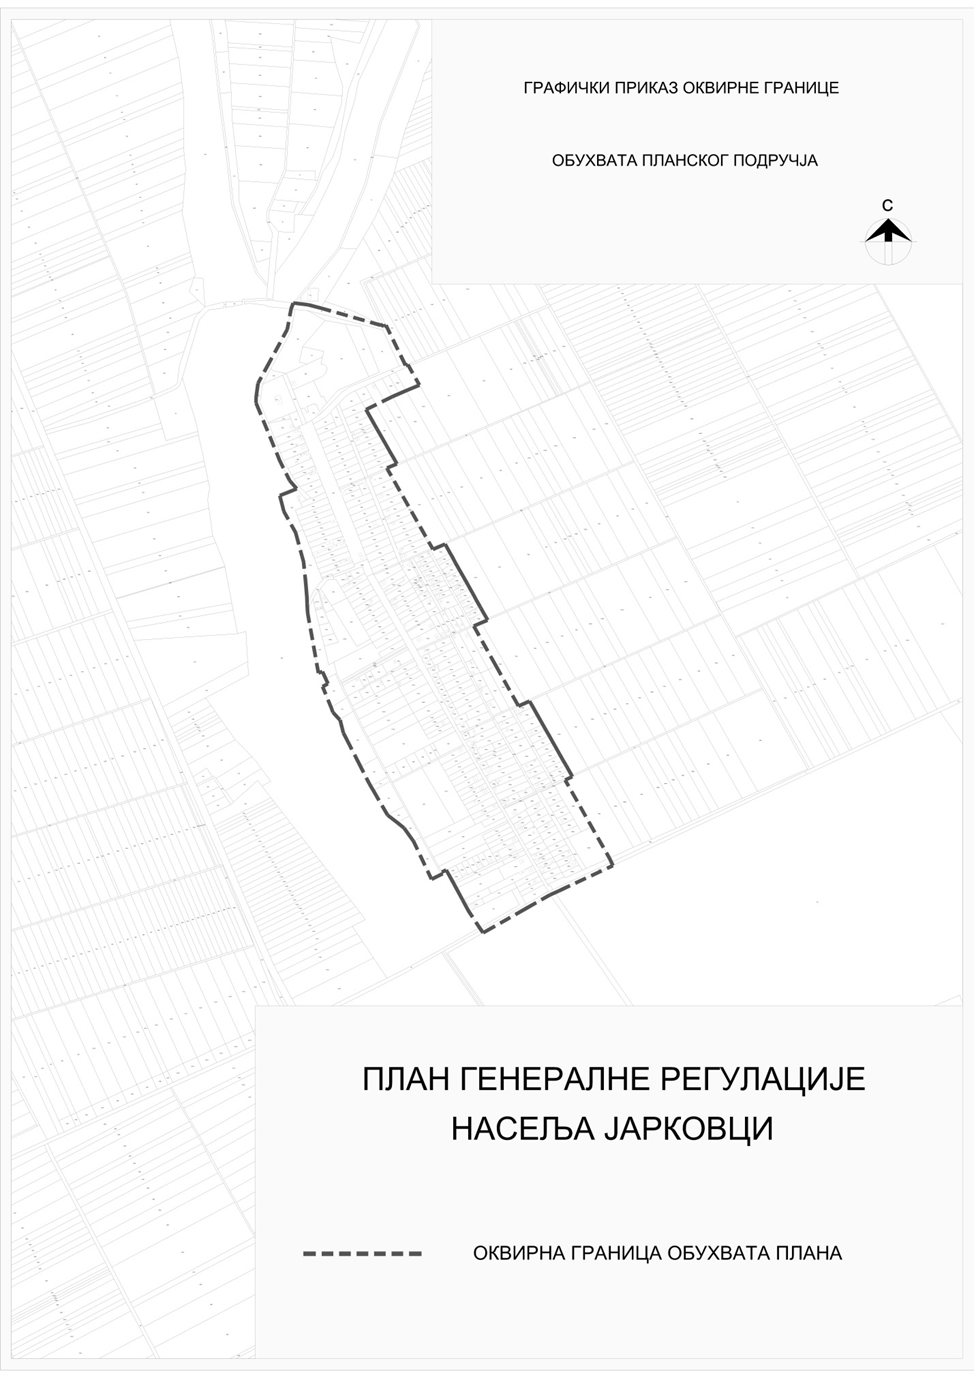 ГРАФИЧКИ ПРИКАЗ ОКВИРНЕ ГРАНИЦЕ
ОБУХВАТА ПЛАНСКОГ ПОДРУЧЈА
С
ПЛАН ГЕНЕРАЛНЕ РЕГУЛАЦИЈЕ
НАСЕЉА ЈАРКОВЦИ
ОКВИРНА ГРАНИЦА ОБУХВАТА ПЛАНА